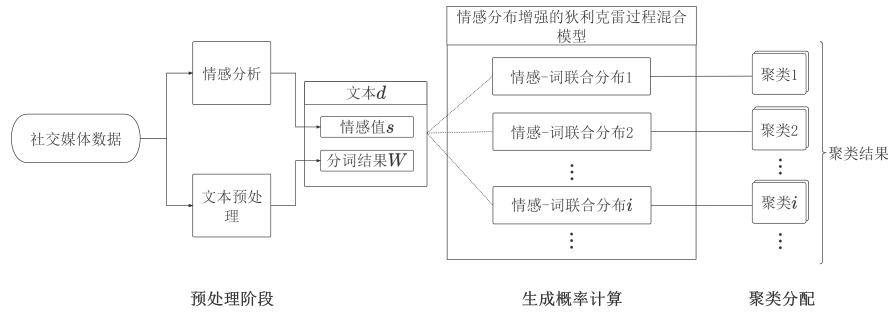 社交媒体数据
情感分析
文本预处
理
文本d
情感值s
分词结果W
情感分布增强的狄利克雷过程混合
模型
情感-词联合分布1
情感-词联合分布2
⋮
情感-词联合分布i
⋮
聚类1
聚类2
⋮
聚类i
⋮
聚类结果
预处理阶段
生成概率计算
聚类分配